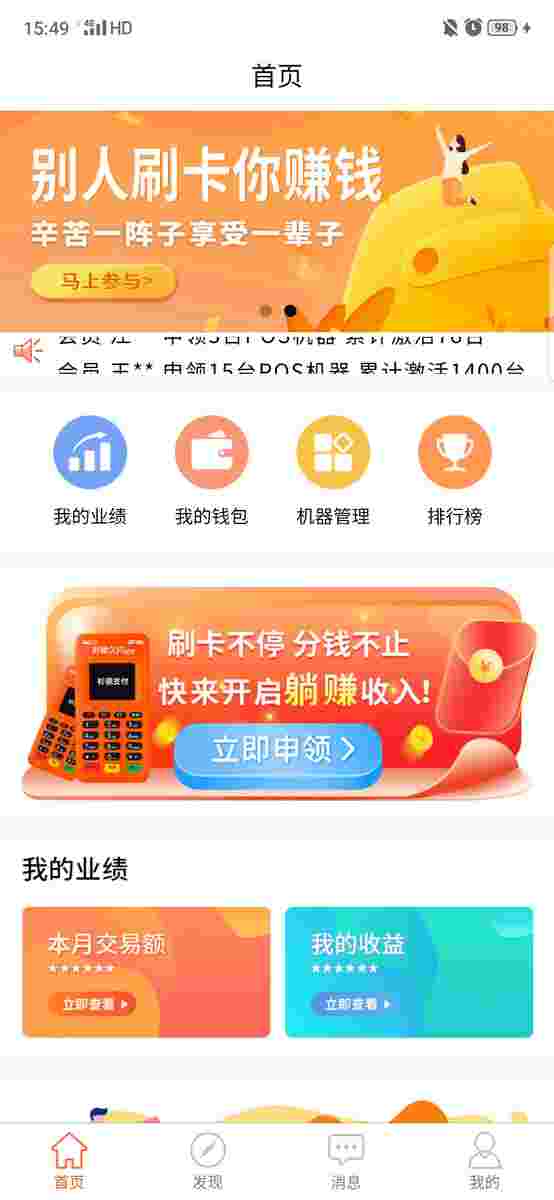 15:49 4G HD 98
首页
别人刷卡你赚钱
辛苦一阵子享受一辈子
马上参与>
会员 王** 申领15台POS机器 累计激活1400台
我的业绩 我的钱包 机器管理 排行榜
刷卡不停 分钱不止
快来开启躺赚收入!
立即申领
我的业绩
本月交易额 我的收益
****** ******
立即查看 立即查看
首页 发现 消息 我的